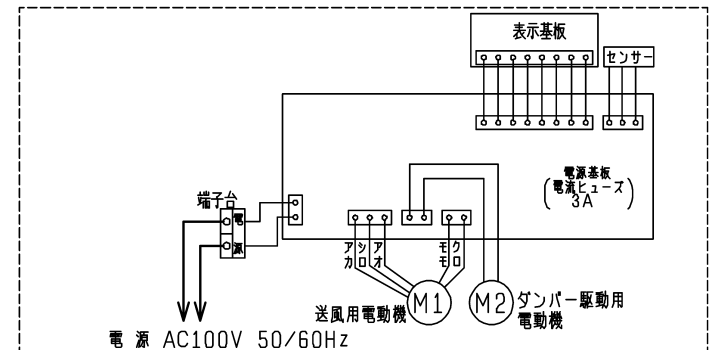 表示基板
センサー
電源基板
(電流ヒューズ)
3A
端子台
電
源
アカ
シロ
アオ
モモ
クロ
送風用電動機
M1
M2
ダンパー駆動用
電動機
電 源 AC100V 50/60Hz